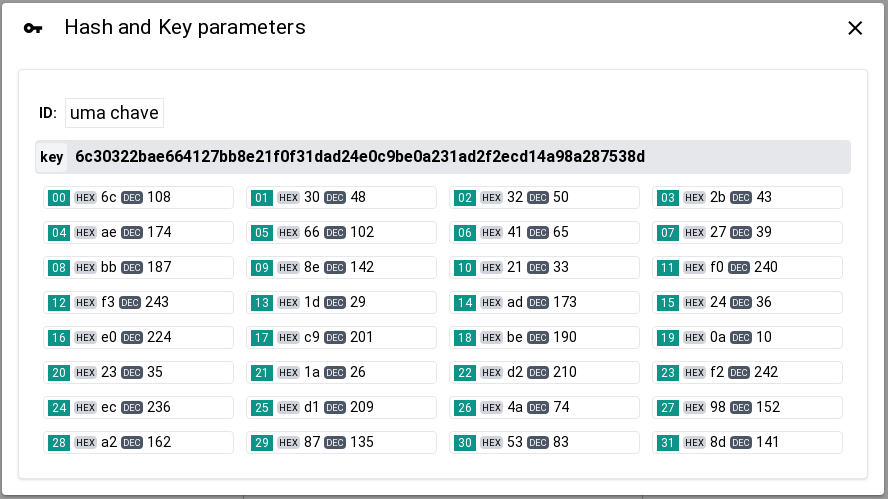 Hash and Key parameters
ID: uma chave
key 6c30322bae664127bb8e21f0f31dad24e0c9be0a231ad2f2ecd14a98a287538d
00 HEX 6c DEC 108 01 HEX 30 DEC 48 02 HEX 32 DEC 50 03 HEX 2b DEC 43
04 HEX ae DEC 174 05 HEX 66 DEC 102 06 HEX 41 DEC 65 07 HEX 27 DEC 39
08 HEX bb DEC 187 09 HEX 8e DEC 142 10 HEX 21 DEC 33 11 HEX f0 DEC 240
12 HEX f3 DEC 243 13 HEX 1d DEC 29 14 HEX ad DEC 173 15 HEX 24 DEC 36
16 HEX e0 DEC 224 17 HEX c9 DEC 201 18 HEX be DEC 190 19 HEX 0a DEC 10
20 HEX 23 DEC 35 21 HEX 1a DEC 26 22 HEX d2 DEC 210 23 HEX f2 DEC 242
24 HEX ec DEC 236 25 HEX d1 DEC 209 26 HEX 4a DEC 74 27 HEX 98 DEC 152
28 HEX a2 DEC 162 29 HEX 87 DEC 135 30 HEX 53 DEC 83 31 HEX 8d DEC 141